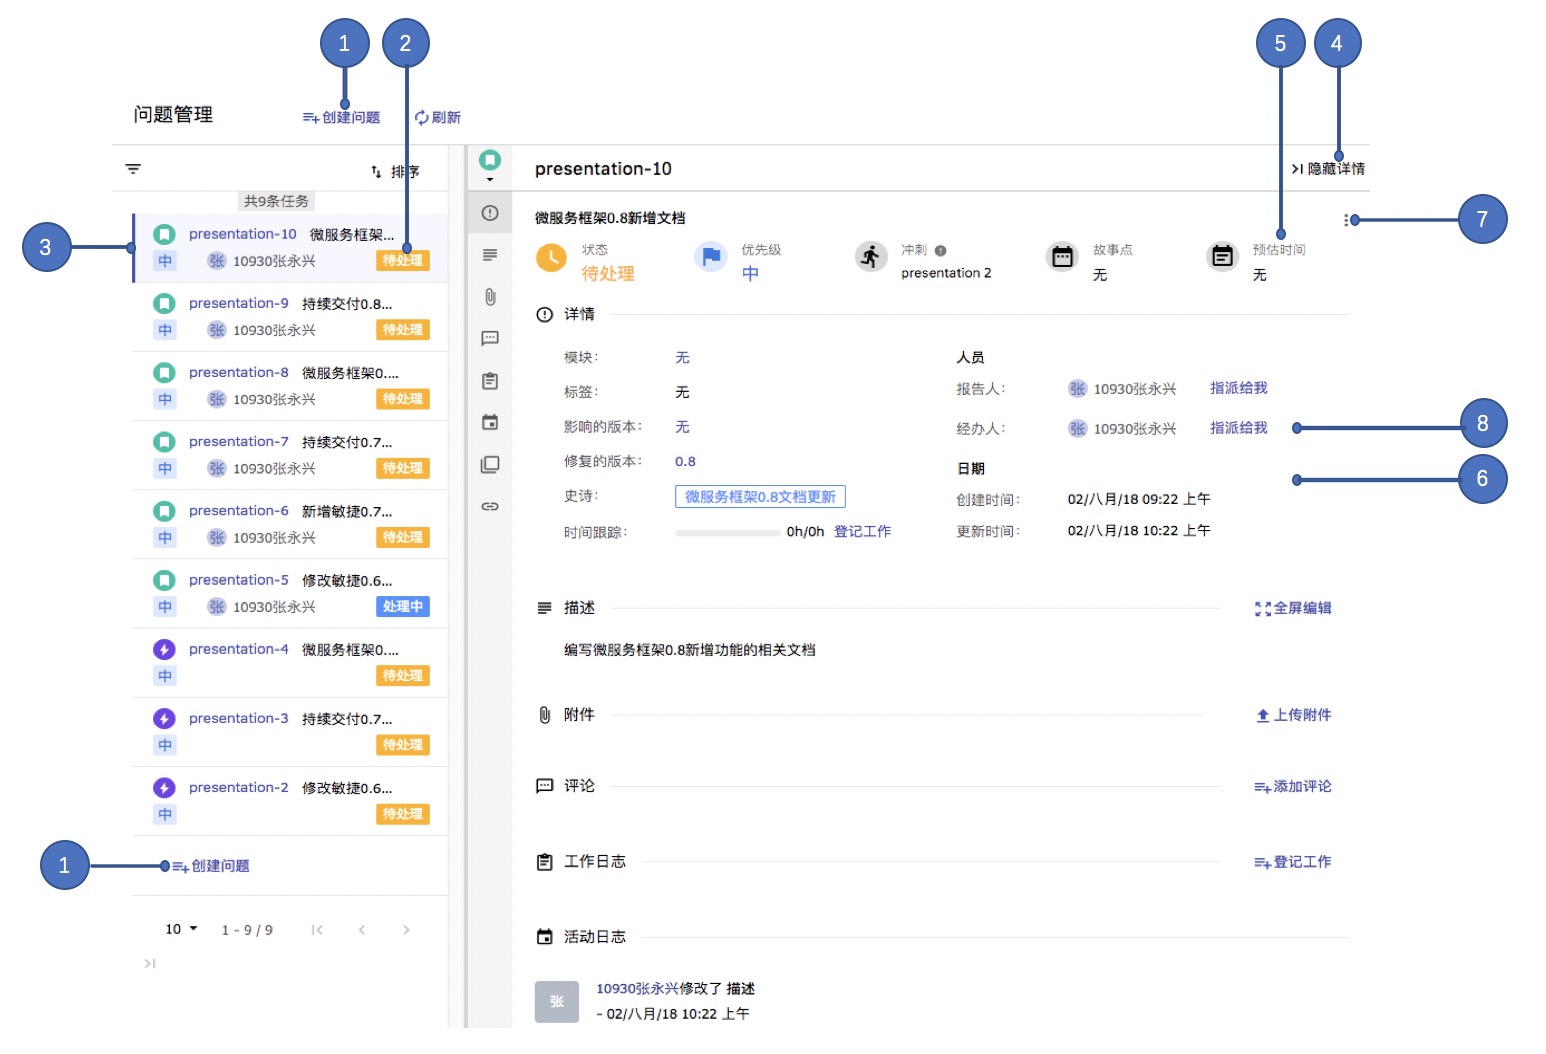 1
2
5
4
问题管理
创建问题
刷新
排序
共9条任务
3
presentation-10 微服务框架...
中 张 10930张永兴 待处理
presentation-9 持续交付0.8...
中 张 10930张永兴 待处理
presentation-8 微服务框架0....
中 张 10930张永兴 待处理
presentation-7 持续交付0.7...
中 张 10930张永兴 待处理
presentation-6 新增敏捷0.7...
中 张 10930张永兴 待处理
presentation-5 修改敏捷0.6...
中 张 10930张永兴 处理中
presentation-4 微服务框架0....
中 待处理
presentation-3 持续交付0.7...
中 待处理
presentation-2 修改敏捷0.6...
中 待处理
1
创建问题
10 1 - 9 / 9
presentation-10
隐藏详情
微服务框架0.8新增文档
7
状态
待处理
优先级
中
冲刺
presentation 2
故事点
无
预估时间
无
详情
模块： 无
标签： 无
影响的版本： 无
修复的版本： 0.8
史诗： 微服务框架0.8文档更新
时间跟踪： 0h/0h 登记工作
人员
报告人： 张 10930张永兴 指派给我
经办人： 张 10930张永兴 指派给我
8
日期
6
创建时间： 02/八月/18 09:22 上午
更新时间： 02/八月/18 10:22 上午
描述
全屏编辑
编写微服务框架0.8新增功能的相关文档
附件
上传附件
评论
添加评论
工作日志
登记工作
活动日志
张
10930张永兴修改了 描述
- 02/八月/18 10:22 上午